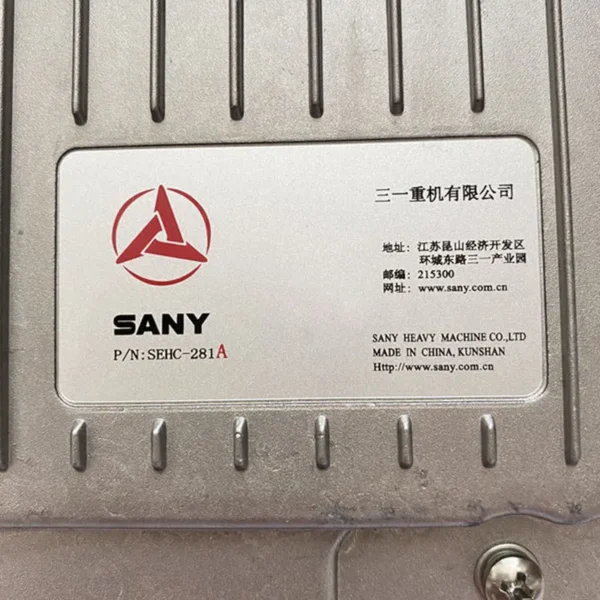 SANY
P/N:SEHC-281A
三一重机有限公司
地址: 江苏昆山经济开发区
环城东路三一产业园
邮编: 215300
网址: www.sany.com.cn
SANY HEAVY MACHINE CO.,LTD
MADE IN CHINA, KUNSHAN
Http://www.sany.com.cn